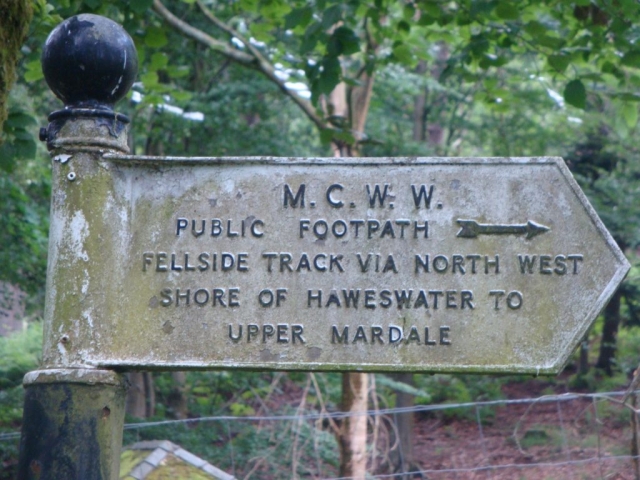 M. C. W. W.
PUBLIC FOOTPATH
FELLSIDE TRACK VIA NORTH WEST
SHORE OF HAWESWATER TO
UPPER MARDALE